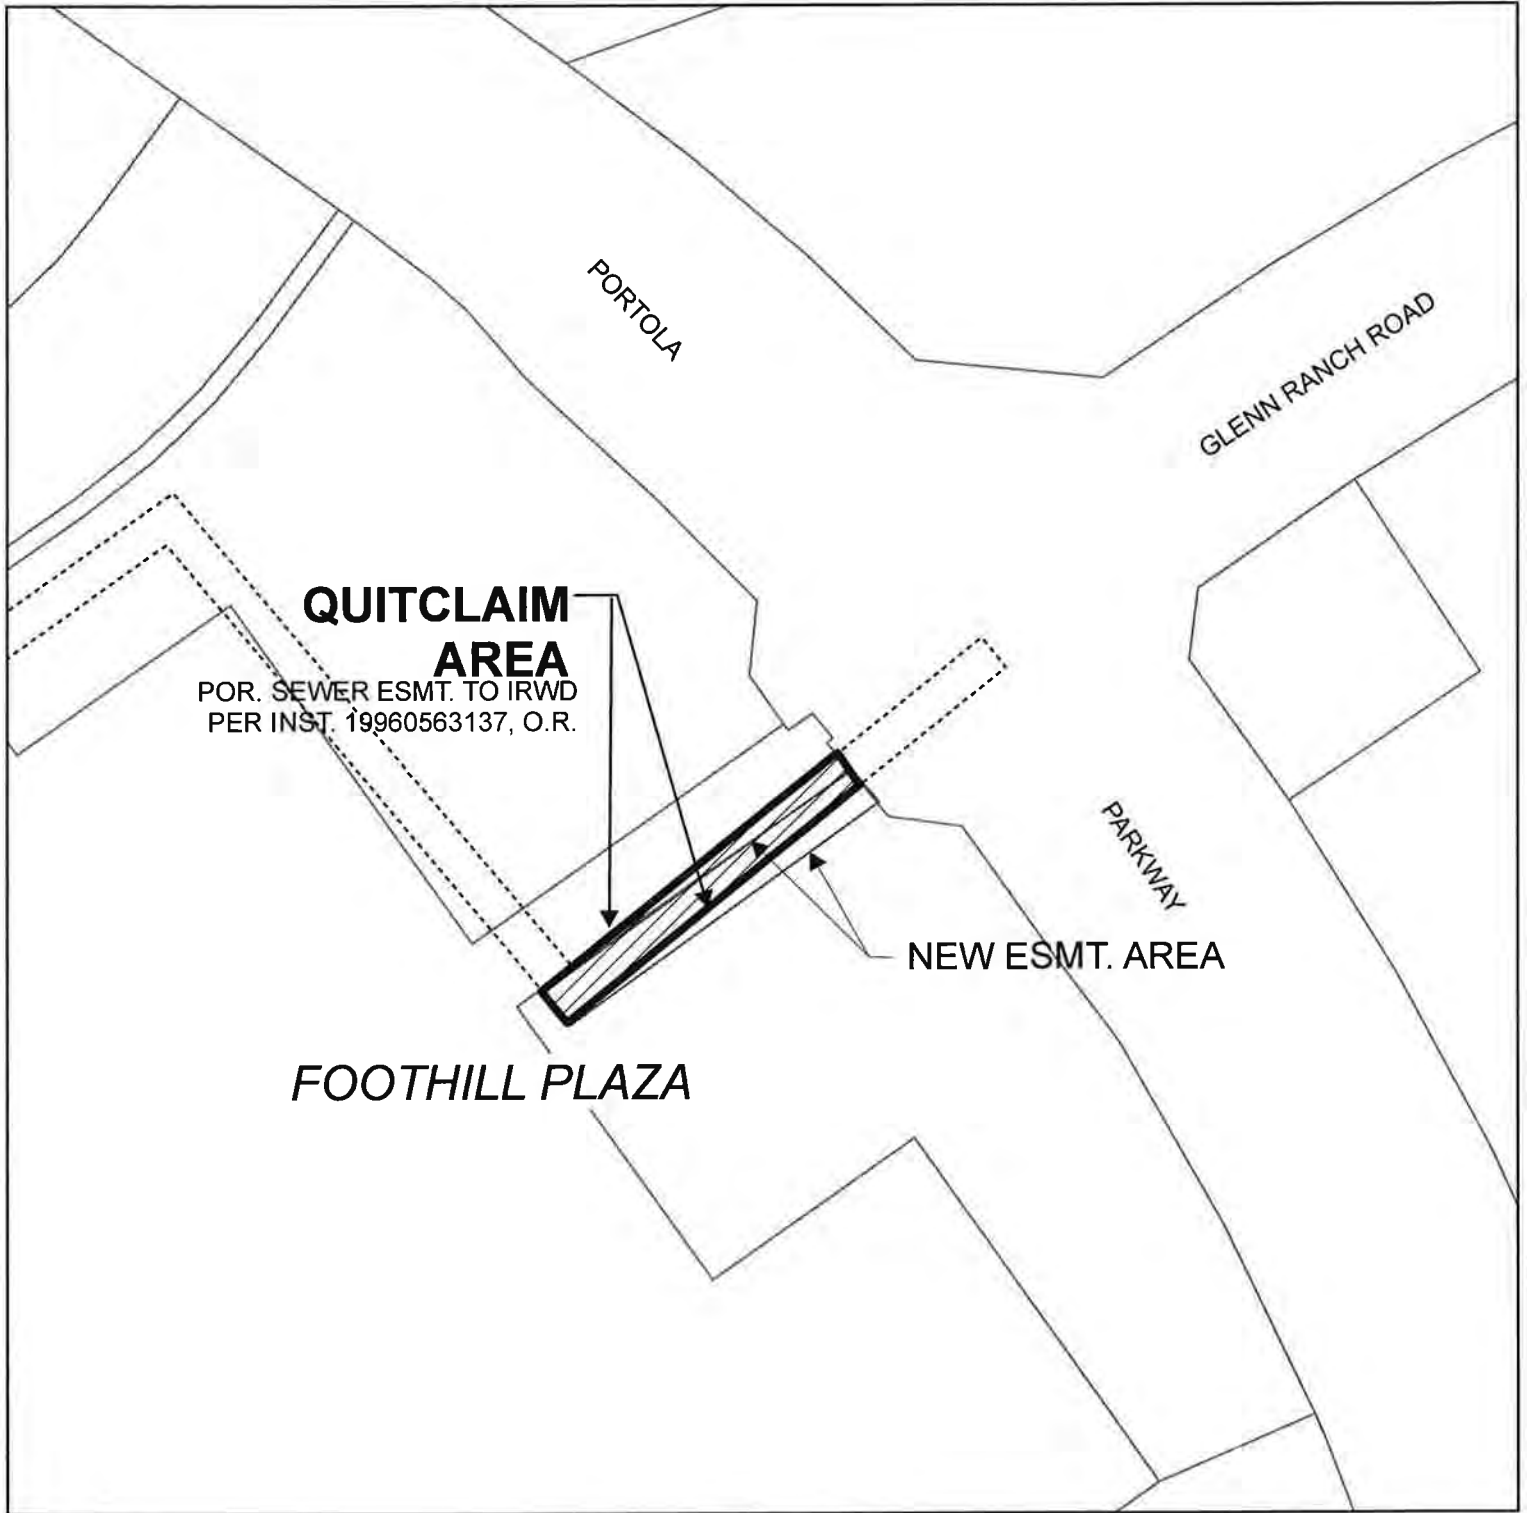 PORTOLA
GLENN RANCH ROAD
QUITCLAIM
AREA
POR. SEWER ESMT. TO IRWD
PER INST. 19960563137, O.R.
PARKWAY
NEW ESMT. AREA
FOOTHILL PLAZA